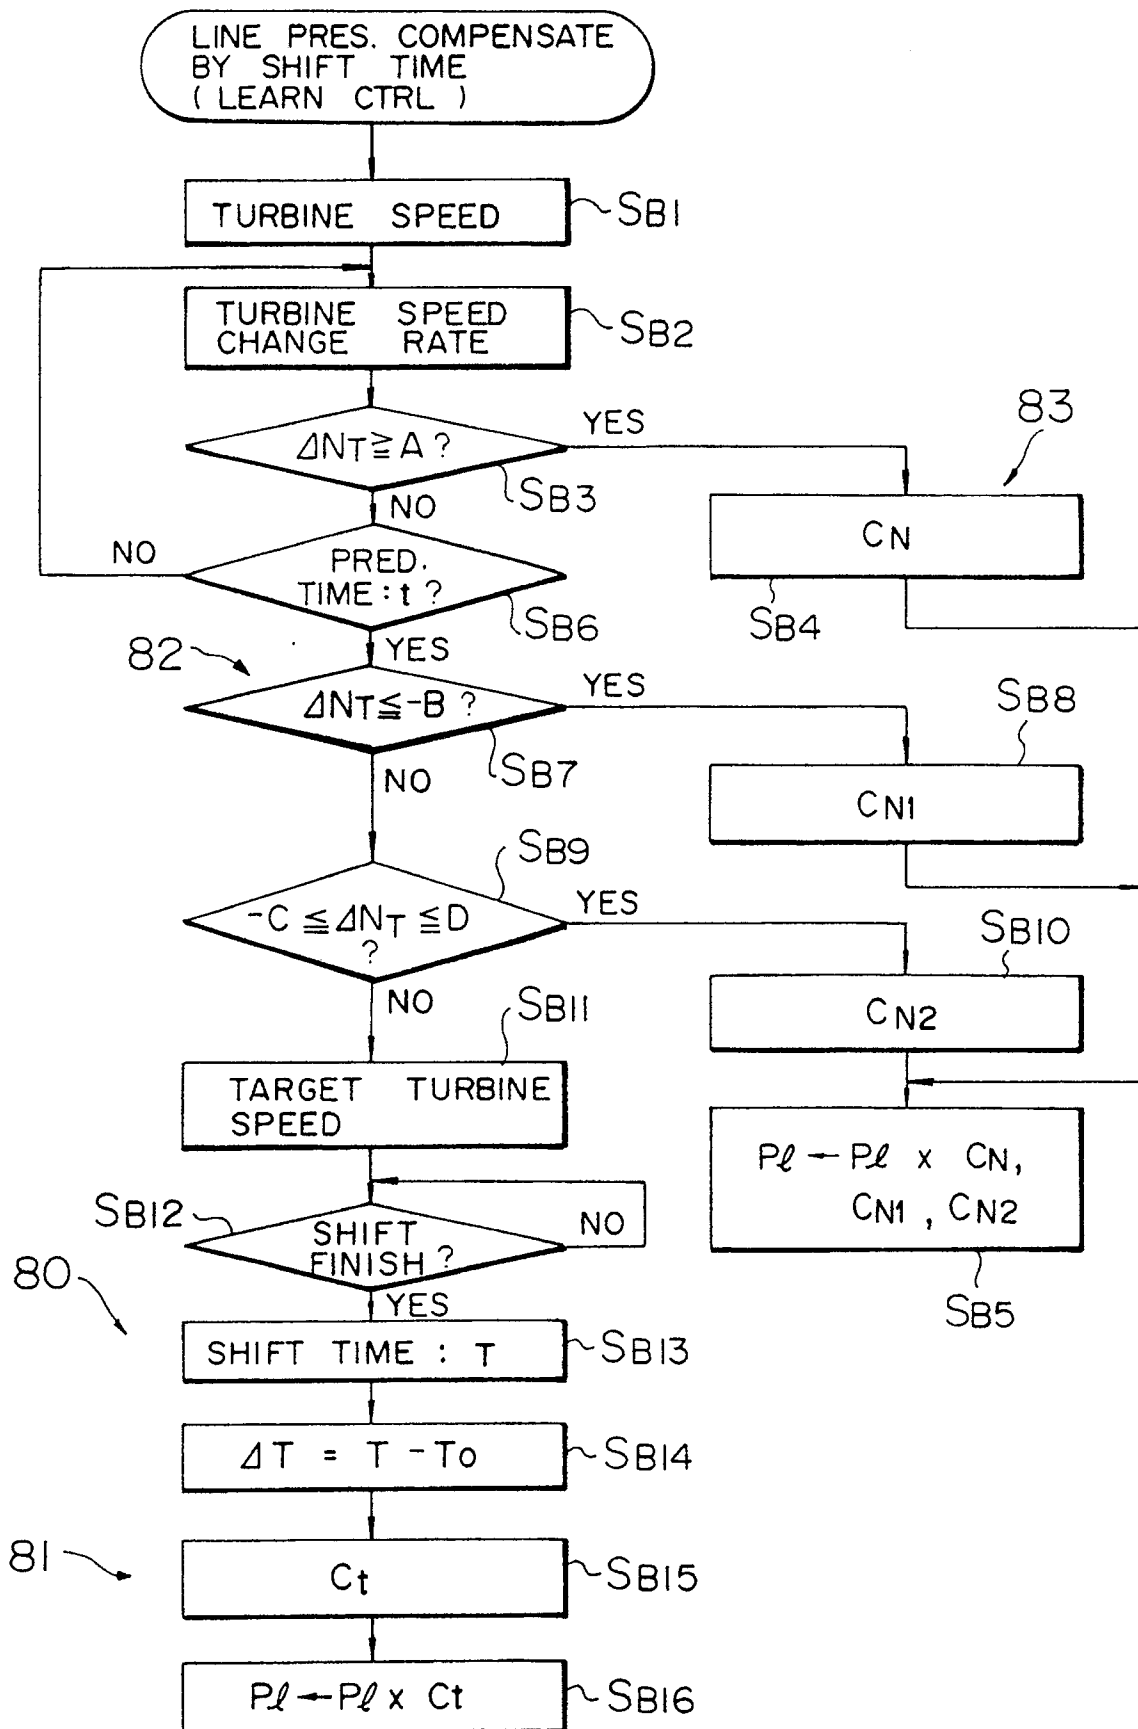 LINE PRES. COMPENSATE
BY SHIFT TIME
( LEARN CTRL )
TURBINE SPEED
SB1
TURBINE SPEED
CHANGE RATE
SB2
ΔNT≧A ?
YES
SB3
NO
83
CN
SB4
PRED.
TIME : t ?
NO
SB6
YES
82
ΔNT≦-B ?
YES
SB7
NO
SB8
CN1
SB9
-C ≦ ΔNT ≦ D
?
YES
NO
SB10
CN2
SB11
TARGET TURBINE
SPEED
Pℓ ← Pℓ x CN,
CN1 , CN2
SB5
SB12
SHIFT
FINISH ?
NO
YES
80
SHIFT TIME : T
SB13
ΔT = T - To
SB14
81
Ct
SB15
Pℓ ← Pℓ x Ct
SB16